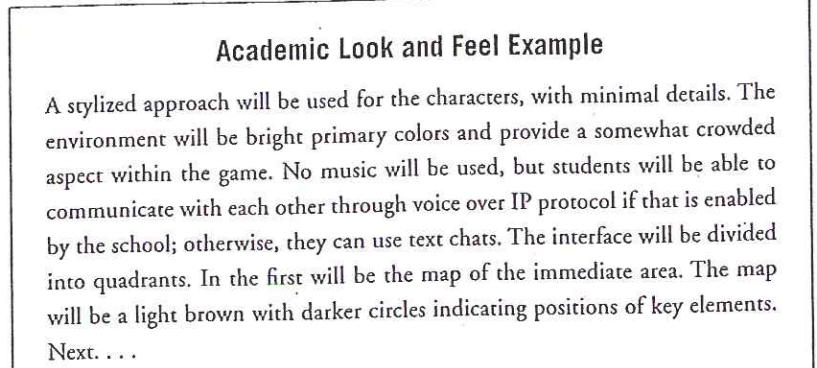 Academic Look and Feel Example
A stylized approach will be used for the characters, with minimal details. The
environment will be bright primary colors and provide a somewhat crowded
aspect within the game. No music will be used, but students will be able to
communicate with each other through voice over IP protocol if that is enabled
by the school; otherwise, they can use text chats. The interface will be divided
into quadrants. In the first will be the map of the immediate area. The map
will be a light brown with darker circles indicating positions of key elements.
Next. . . .